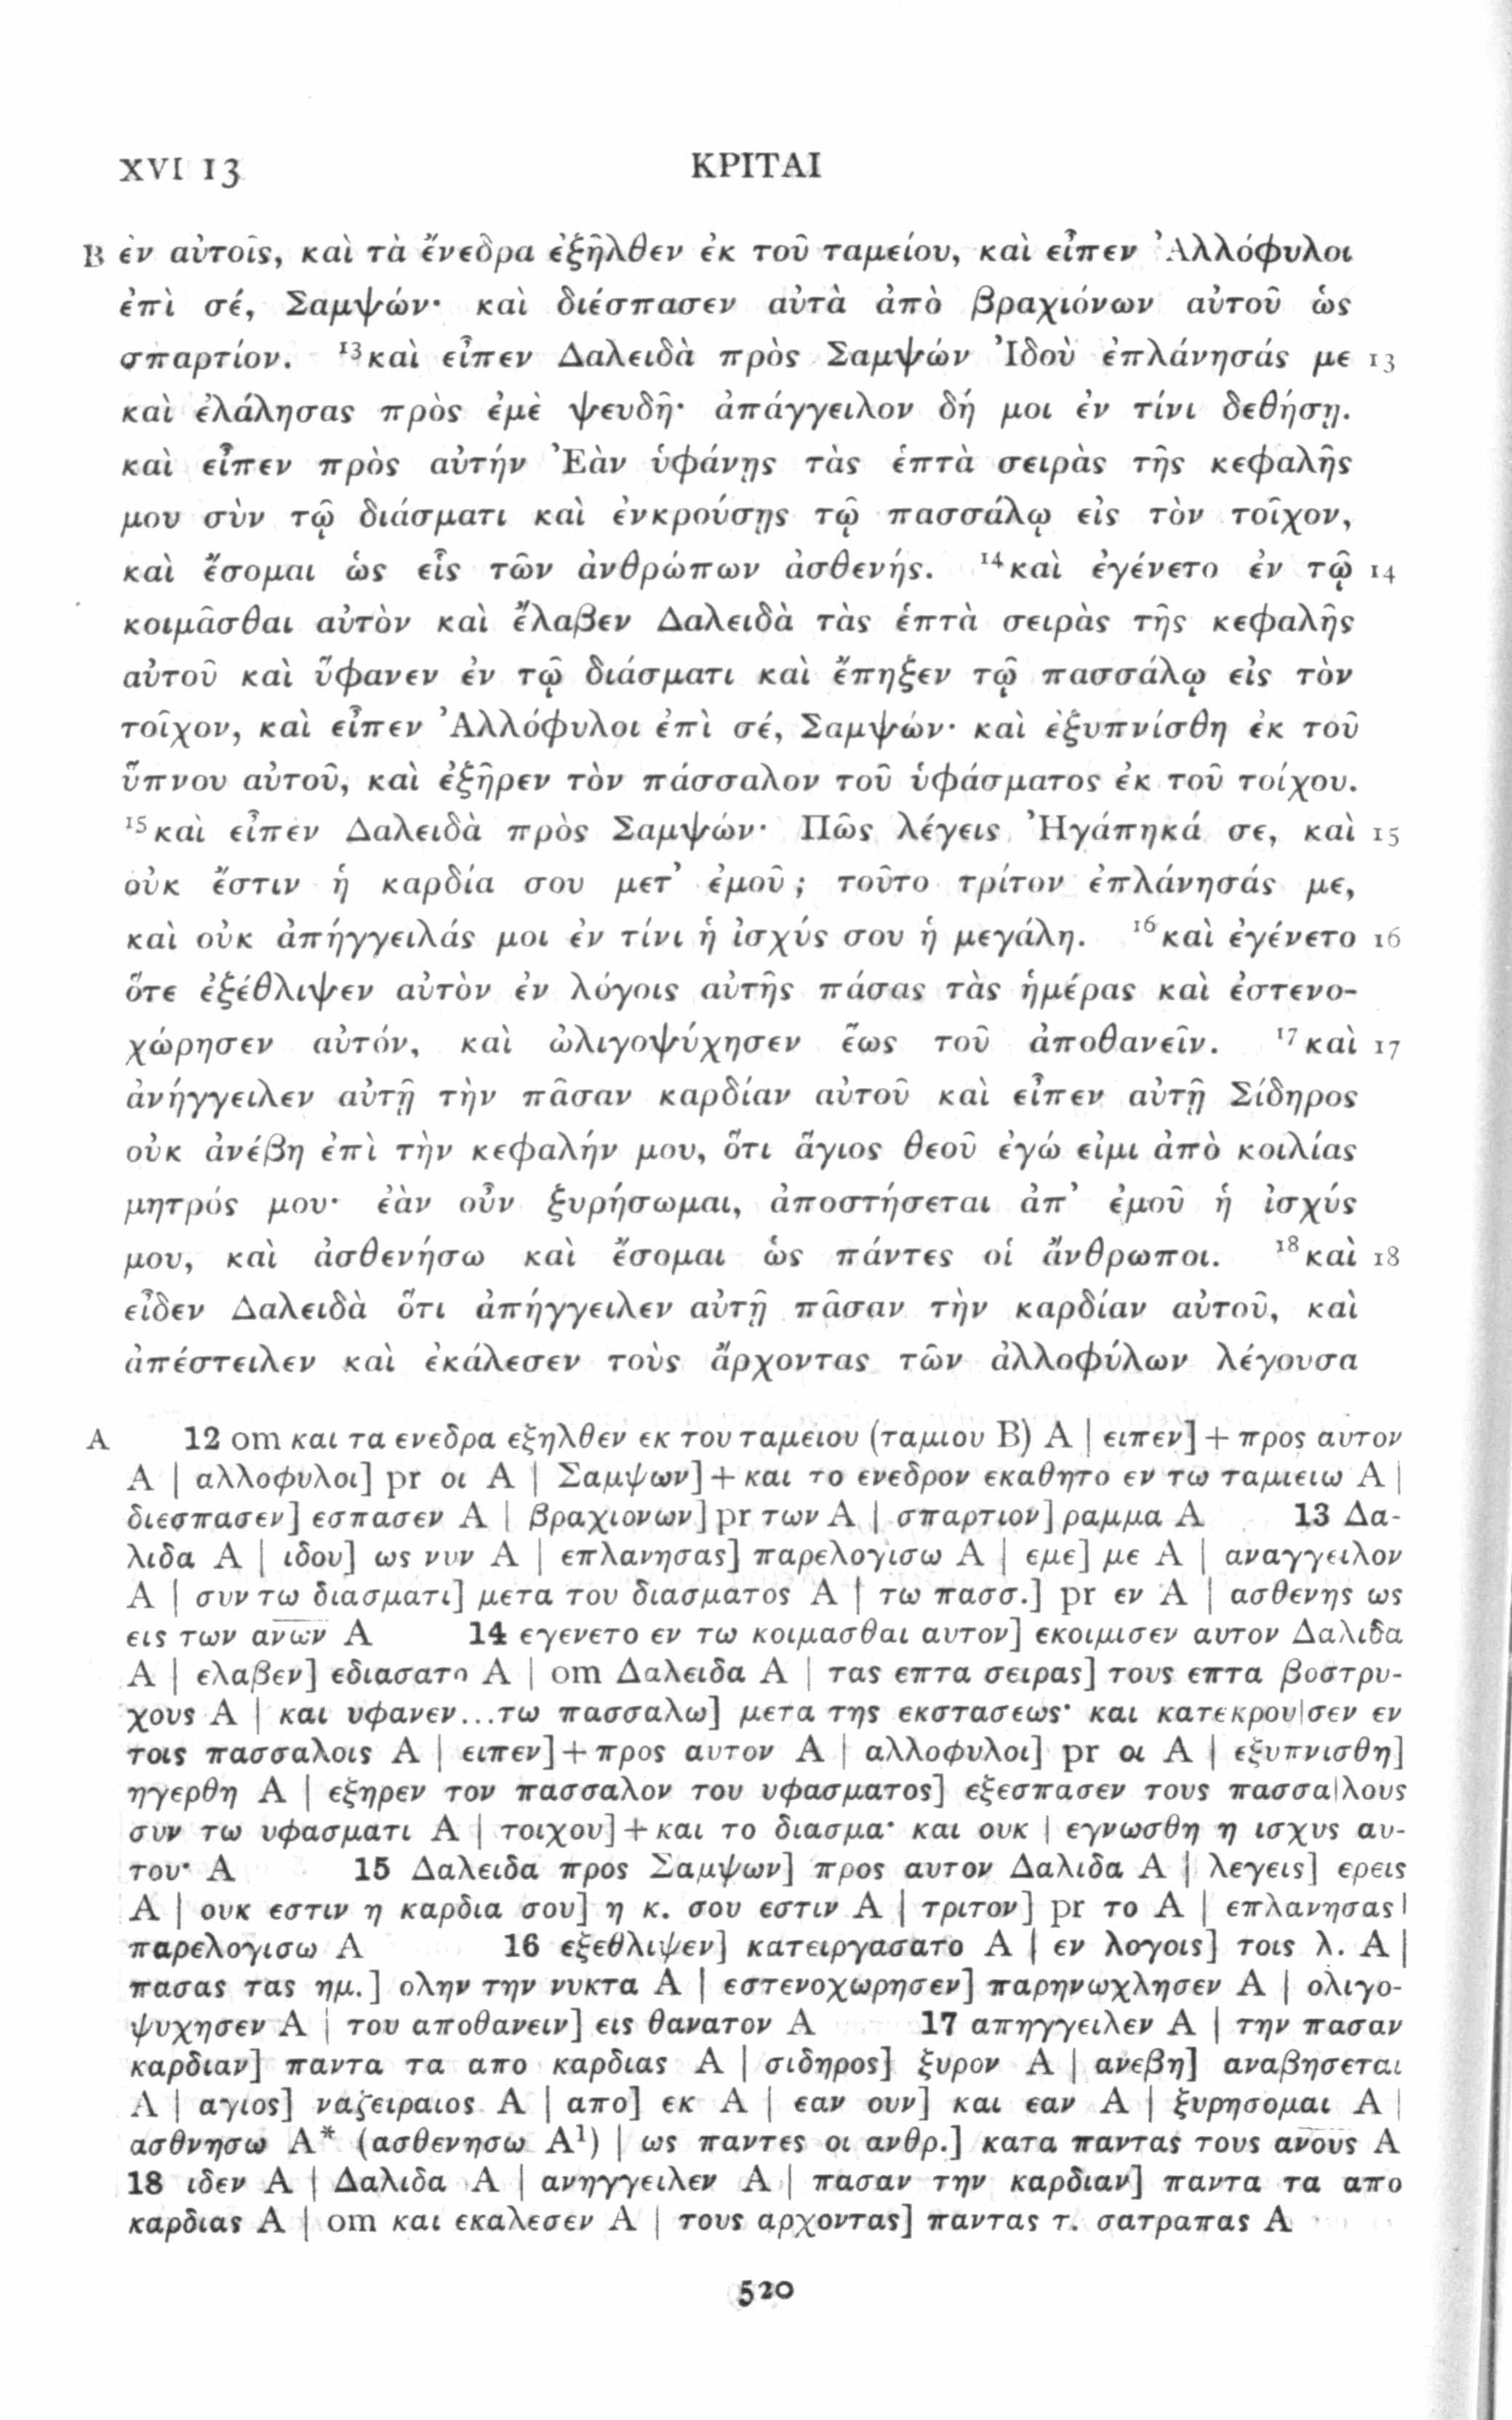 XVI 13 ΚΡΙΤΑΙ
B ἐν αὐτοῖς, καὶ τὰ ἔνεδρα ἐξῆλθεν ἐκ τοῦ ταμείου, καὶ εἶπεν Ἀλλόφυλοι
ἐπὶ σέ, Σαμψών· καὶ διέσπασεν αὐτὰ ἀπὸ βραχιόνων αὐτοῦ ὡς
σπαρτίον. ¹³καὶ εἶπεν Δαλειδὰ πρὸς Σαμψών Ἰδοὺ ἐπλάνησάς με 13
καὶ ἐλάλησας πρὸς ἐμὲ ψευδῆ· ἀπάγγειλον δή μοι ἐν τίνι δεθήσῃ.
καὶ εἶπεν πρὸς αὐτήν Ἐὰν ὑφάνῃς τὰς ἑπτὰ σειρὰς τῆς κεφαλῆς
μου σὺν τῷ διάσματι καὶ ἐνκρούσῃς τῷ πασσάλῳ εἰς τὸν τοῖχον,
καὶ ἔσομαι ὡς εἷς τῶν ἀνθρώπων ἀσθενής. ¹⁴καὶ ἐγένετο ἐν τῷ 14
κοιμᾶσθαι αὐτὸν καὶ ἔλαβεν Δαλειδὰ τὰς ἑπτὰ σειρὰς τῆς κεφαλῆς
αὐτοῦ καὶ ὕφανεν ἐν τῷ διάσματι καὶ ἔπηξεν τῷ πασσάλῳ εἰς τὸν
τοῖχον, καὶ εἶπεν Ἀλλόφυλοι ἐπὶ σέ, Σαμψών· καὶ ἐξυπνίσθη ἐκ τοῦ
ὕπνου αὐτοῦ, καὶ ἐξῆρεν τὸν πάσσαλον τοῦ ὑφάσματος ἐκ τοῦ τοίχου.
¹⁵καὶ εἶπεν Δαλειδὰ πρὸς Σαμψών· Πῶς λέγεις Ἠγάπηκά σε, καὶ 15
οὐκ ἔστιν ἡ καρδία σου μετ’ ἐμοῦ; τοῦτο τρίτον ἐπλάνησάς με,
καὶ οὐκ ἀπήγγειλάς μοι ἐν τίνι ἡ ἰσχύς σου ἡ μεγάλη. ¹⁶καὶ ἐγένετο 16
ὅτε ἐξέθλιψεν αὐτὸν ἐν λόγοις αὐτῆς πάσας τὰς ἡμέρας καὶ ἐστενο-
χώρησεν αὐτόν, καὶ ὠλιγοψύχησεν ἕως τοῦ ἀποθανεῖν. ¹⁷καὶ 17
ἀνήγγειλεν αὐτῇ τὴν πᾶσαν καρδίαν αὐτοῦ καὶ εἶπεν αὐτῇ Σίδηρος
οὐκ ἀνέβη ἐπὶ τὴν κεφαλήν μου, ὅτι ἅγιος θεοῦ ἐγώ εἰμι ἀπὸ κοιλίας
μητρός μου· ἐὰν οὖν ξυρήσωμαι, ἀποστήσεται ἀπ’ ἐμοῦ ἡ ἰσχύς
μου, καὶ ἀσθενήσω καὶ ἔσομαι ὡς πάντες οἱ ἄνθρωποι. ¹⁸καὶ 18
εἶδεν Δαλειδὰ ὅτι ἀπήγγειλεν αὐτῇ πᾶσαν τὴν καρδίαν αὐτοῦ, καὶ
ἀπέστειλεν καὶ ἐκάλεσεν τοὺς ἄρχοντας τῶν ἀλλοφύλων λέγουσα
A 12 om και τα ενεδρα εξηλθεν εκ του ταμειου (ταμιου B) A | ειπεν] + προς αυτον
A | αλλοφυλοι] pr οι A | Σαμψων] + και το ενεδρον εκαθητο εν τω ταμιειω A |
διεσπασεν] εσπασεν A | βραχιονων] pr των A | σπαρτιον] ραμμα A 13 Δα-
λιδα A | ιδου] ως νυν A | επλανησας] παρελογισω A | εμε] με A | αναγγειλον
A | συν τω διασματι] μετα του διασματος A | τω πασσ.] pr εν A | ασθενης ως
εις των α̅ν̅ω̅ν̅ A 14 εγενετο εν τω κοιμασθαι αυτον] εκοιμισεν αυτον Δαλιδα
A | ελαβεν] εδιασατο A | om Δαλειδα A | τας επτα σειρας] τους επτα βοστρυ-
χους A | και υφανεν...τω πασσαλω] μετα της εκστασεως· και κατεκρου|σεν εν
τοις πασσαλοις A | ειπεν] + προς αυτον A | αλλοφυλοι] pr οι A | εξυπνισθη]
ηγερθη A | εξηρεν τον πασσαλον του υφασματος] εξεσπασεν τους πασσα|λους
συν τω υφασματι A | τοιχου] + και το διασμα· και ουκ | εγνωσθη η ισχυς αυ-
του· A 15 Δαλειδα προς Σαμψων] προς αυτον Δαλιδα A | λεγεις] ερεις
A | ουκ εστιν η καρδια σου] η κ. σου εστιν A | τριτον] pr το A | επλανησας|
παρελογισω A 16 εξεθλιψεν] κατειργασατο A | εν λογοις] τοις λ. A |
πασας τας ημ.] ολην την νυκτα A | εστενοχωρησεν] παρηνωχλησεν A | ολιγο-
ψυχησεν A | του αποθανειν] εις θανατον A 17 απηγγειλεν A | την πασαν
καρδιαν] παντα τα απο καρδιας A | σιδηρος] ξυρον A | ανεβη] αναβησεται
A | αγιος] ναζειραιος A | απο] εκ A | εαν ουν] και εαν A | ξυρησομαι A |
ασθνησω A* (ασθενησω A¹) | ως παντες οι ανθρ.] κατα παντας τους α̅ν̅ο̅υ̅ς̅ A
18 ιδεν A | Δαλιδα A | ανηγγειλεν A | πασαν την καρδιαν] παντα τα απο
καρδιας A | om και εκαλεσεν A | τους αρχοντας] παντας τ. σατραπας A
520